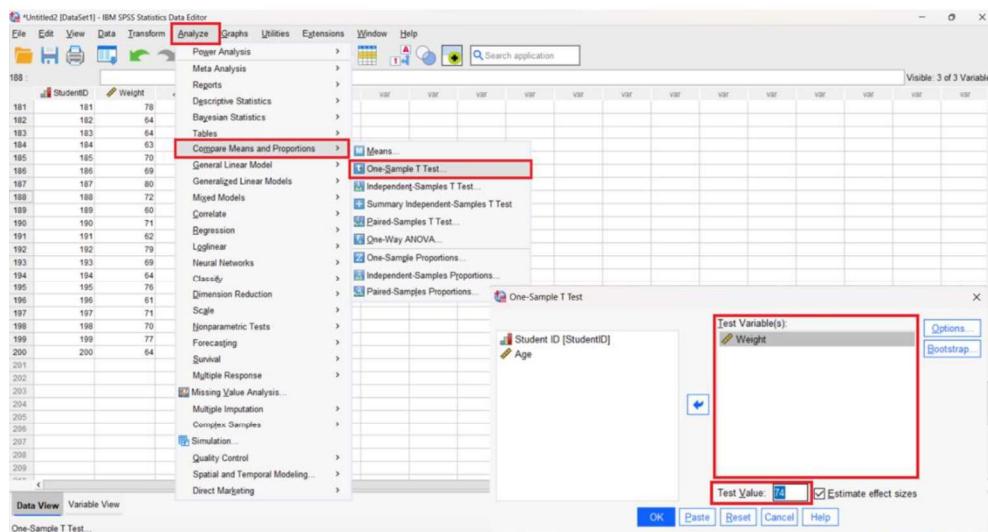 *Untitled2 [DataSet1] - IBM SPSS Statistics Data Editor
File Edit View Data Transform Analyze Graphs Utilities Extensions Window Help
Search application
188 :
Visible: 3 of 3 Variable
StudentID Weight var var var var var var var var var var var var var
181 181 78
182 182 64
183 183 64
184 184 63
185 185 70
186 186 69
187 187 80
188 188 72
189 189 60
190 190 71
191 191 62
192 192 79
193 193 69
194 194 64
195 195 76
196 196 61
197 197 71
198 198 70
199 199 77
200 200 64
201
202
203
204
205
206
207
208
209
Power Analysis
Meta Analysis
Reports
Descriptive Statistics
Bayesian Statistics
Tables
Compare Means and Proportions
General Linear Model
Generalized Linear Models
Mixed Models
Correlate
Regression
Loglinear
Neural Networks
Classify
Dimension Reduction
Scale
Nonparametric Tests
Forecasting
Survival
Multiple Response
Missing Value Analysis...
Multiple Imputation
Complex Samples
Simulation...
Quality Control
Spatial and Temporal Modeling...
Direct Marketing
Means...
One-Sample T Test...
Independent-Samples T Test...
Summary Independent-Samples T Test
Paired-Samples T Test...
One-Way ANOVA...
One-Sample Proportions...
Independent-Samples Proportions...
Paired-Samples Proportions...
One-Sample T Test
Student ID [StudentID]
Age
Test Variable(s):
Weight
Options...
Bootstrap...
Test Value: 74 Estimate effect sizes
OK Paste Reset Cancel Help
Data View Variable View
One-Sample T Test...